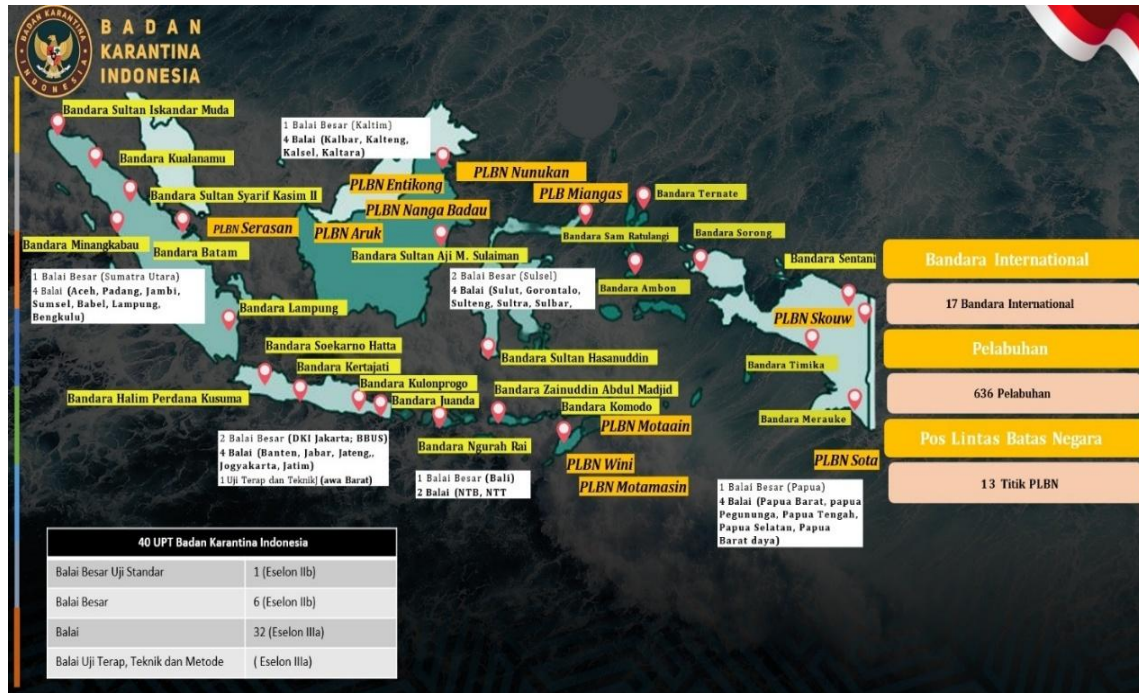 BADAN
KARANTINA
INDONESIA
BADAN KARANTINA
INDONESIA
Bandara Sultan Iskandar Muda
Bandara Kualanamu
Bandara Sultan Syarif Kasim II
PLBN Serasan
Bandara Minangkabau
Bandara Batam
1 Balai Besar (Sumatra Utara)
4 Balai (Aceh, Padang, Jambi,
Sumsel, Babel, Lampung,
Bengkulu)
Bandara Lampung
1 Balai Besar (Kaltim)
4 Balai (Kalbar, Kalteng,
Kalsel, Kaltara)
PLBN Nunukan
PLBN Entikong
PLBN Nanga Badau
PLBN Aruk
Bandara Sultan Aji M. Sulaiman
PLB Miangas
Bandara Ternate
Bandara Sam Ratulangi
Bandara Sorong
2 Balai Besar (Sulsel)
4 Balai (Sulut, Gorontalo,
Sulteng, Sultra, Sulbar,
Bandara Ambon
Bandara Sentani
PLBN Skouw
Bandara Timika
Bandara Merauke
PLBN Sota
Bandara Sultan Hasanuddin
Bandara Soekarno Hatta
Bandara Kertajati
Bandara Kulonprogo
Bandara Halim Perdana Kusuma
Bandara Juanda
Bandara Zainuddin Abdul Madjid
Bandara Komodo
Bandara Ngurah Rai
PLBN Motaain
PLBN Wini
PLBN Motamasin
2 Balai Besar (DKI Jakarta; BBUS)
4 Balai (Banten, Jabar, Jateng,,
Jogyakarta, Jatim)
1 Uji Terap dan Teknik] (awa Barat)
1 Balai Besar (Bali)
2 Balai (NTB, NTT
1 Balai Besar (Papua)
4 Balai (Papua Barat, papua
Pegununga, Papua Tengah,
Papua Selatan, Papua
Barat daya)
Bandara International
17 Bandara International
Pelabuhan
636 Pelabuhan
Pos Lintas Batas Negara
13 Titik PLBN
40 UPT Badan Karantina Indonesia
Balai Besar Uji Standar 1 (Eselon IIb)
Balai Besar 6 (Eselon IIb)
Balai 32 (Eselon IIIa)
Balai Uji Terap, Teknik dan Metode ( Eselon IIIa)